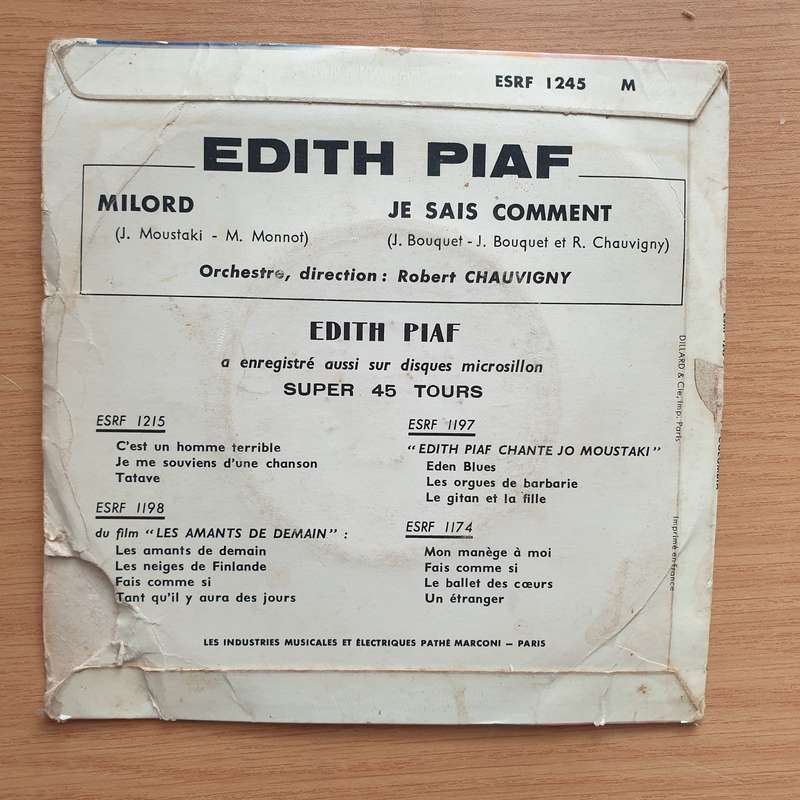 ESRF 1245 M
EDITH PIAF
MILORD
(J. Moustaki - M. Monnot)
JE SAIS COMMENT
(J. Bouquet - J. Bouquet et R. Chauvigny)
Orchestre, direction : Robert CHAUVIGNY
EDITH PIAF
a enregistré aussi sur disques microsillon
SUPER 45 TOURS
ESRF 1215
C'est un homme terrible
Je me souviens d'une chanson
Tatave
ESRF 1198
du film "LES AMANTS DE DEMAIN" :
Les amants de demain
Les neiges de Finlande
Fais comme si
Tant qu'il y aura des jours
ESRF 1197
"EDITH PIAF CHANTE JO MOUSTAKI"
Eden Blues
Les orgues de barbarie
Le gitan et la fille
ESRF 1174
Mon manège à moi
Fais comme si
Le ballet des cœurs
Un étranger
LES INDUSTRIES MUSICALES ET ÉLECTRIQUES PATHÉ MARCONI – PARIS
DILLARD & Cie, Imp. Paris
Imprimé en France